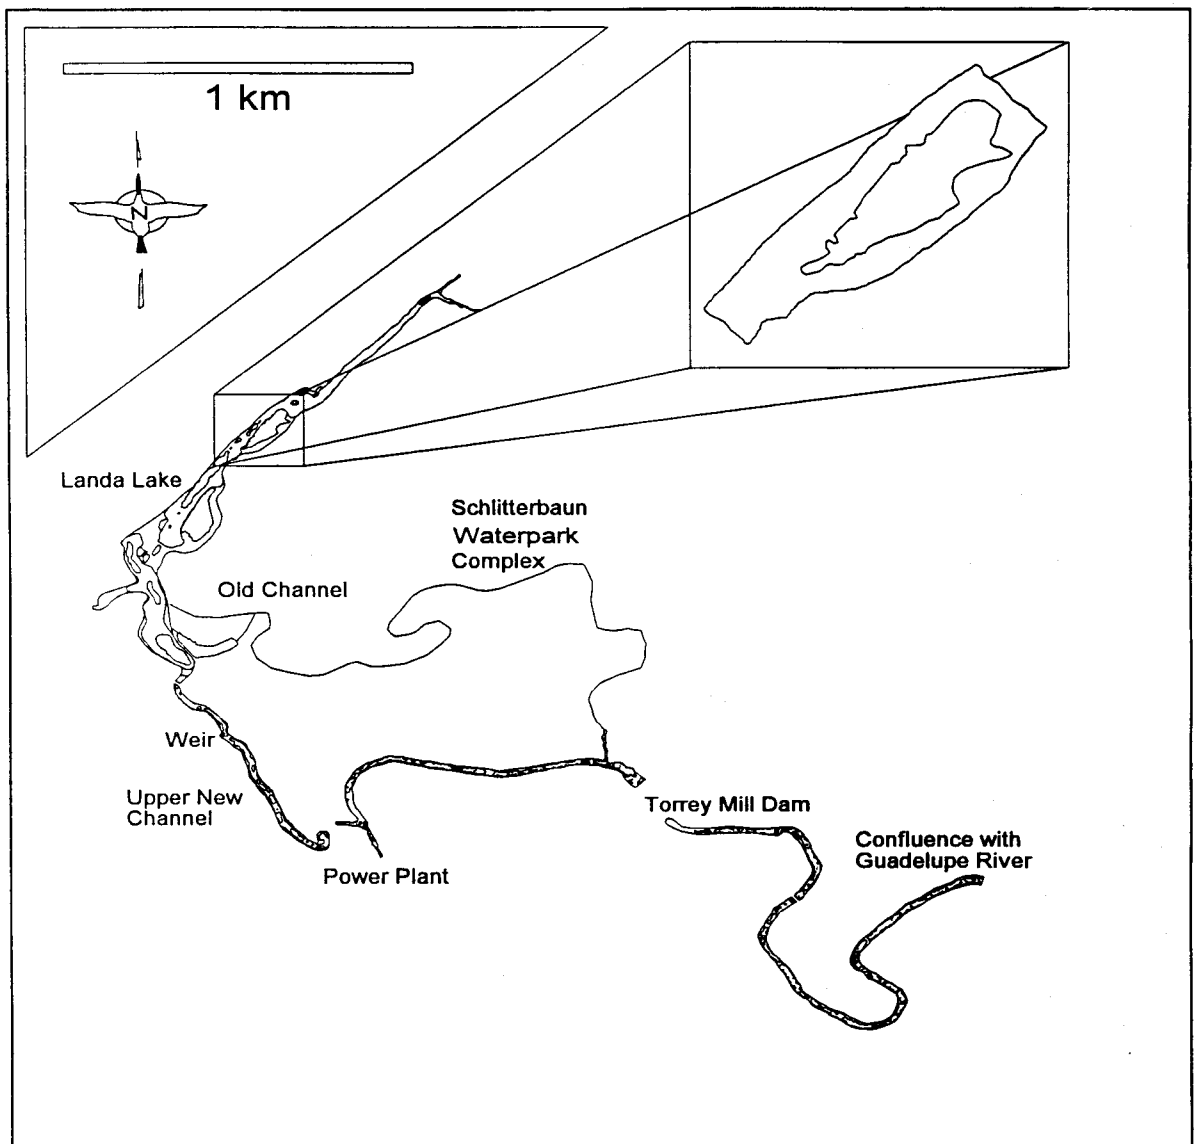 1 km
N
Landa Lake
Schlitterbaun
Waterpark
Complex
Old Channel
Weir
Upper New
Channel
Torrey Mill Dam
Confluence with
Guadelupe River
Power Plant